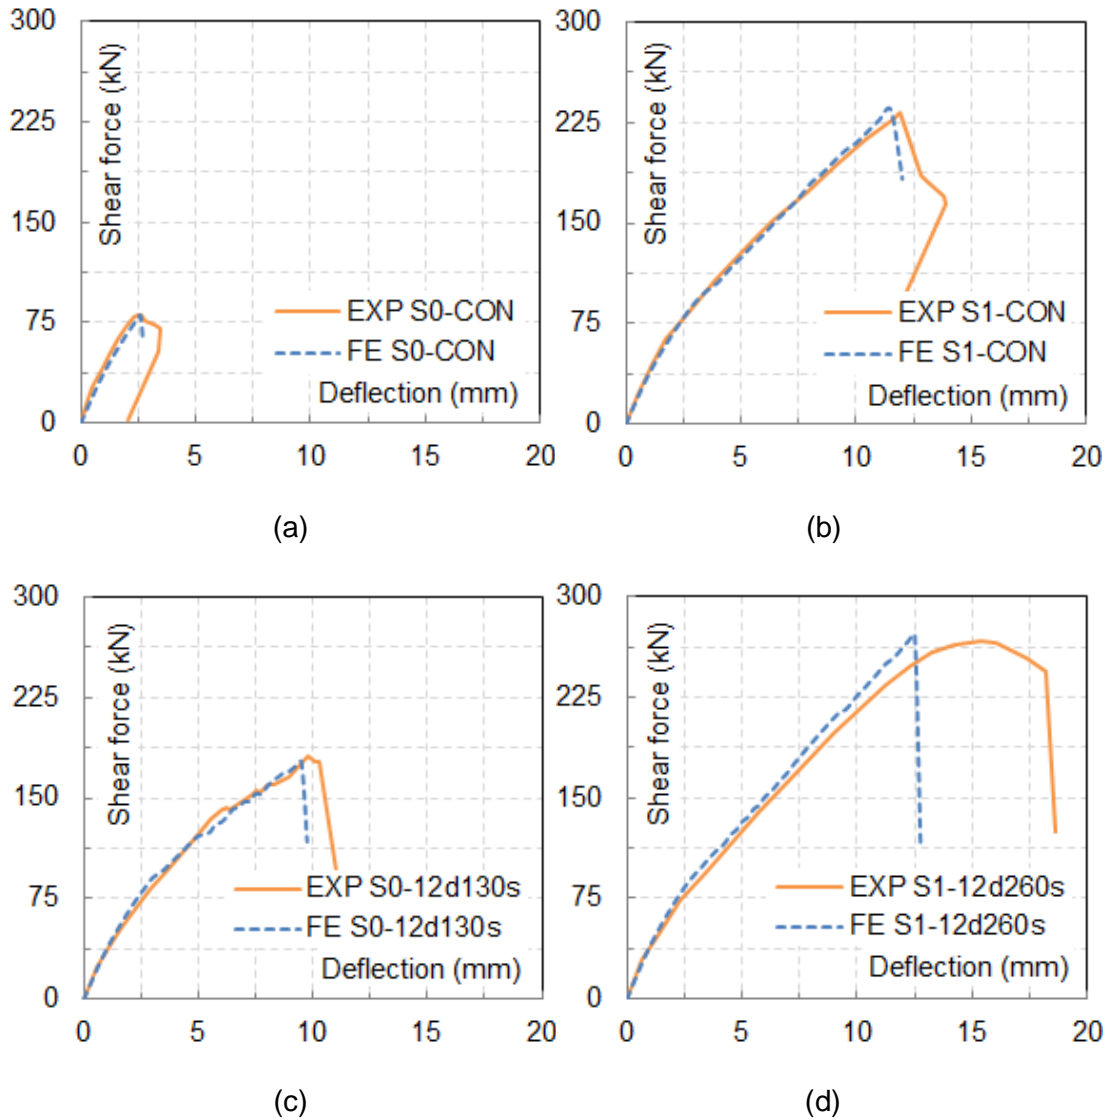 300
225
150
75
0
Shear force (kN)
EXP S0-CON
FE S0-CON
Deflection (mm)
0 5 10 15 20
(a)
300
225
150
75
0
Shear force (kN)
EXP S1-CON
FE S1-CON
Deflection (mm)
0 5 10 15 20
(b)
300
225
150
75
0
Shear force (kN)
EXP S0-12d130s
FE S0-12d130s
Deflection (mm)
0 5 10 15 20
(c)
300
225
150
75
0
Shear force (kN)
EXP S1-12d260s
FE S1-12d260s
Deflection (mm)
0 5 10 15 20
(d)